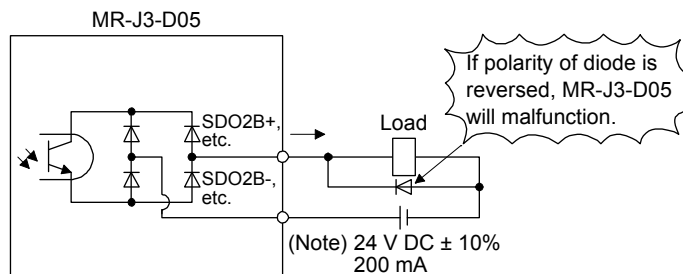 MR-J3-D05
If polarity of diode is
reversed, MR-J3-D05
will malfunction.
SDO2B+,
etc.
Load
SDO2B-,
etc.
(Note) 24 V DC ± 10%
200 mA